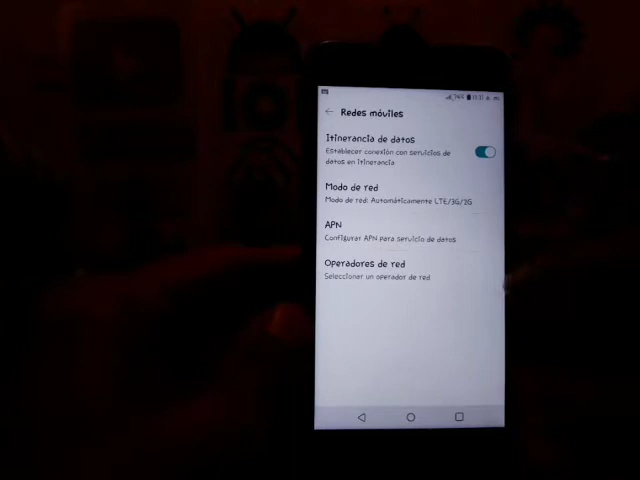 Redes móviles
Itinerancia de datos
Establecer conexión con servicios de
datos en itinerancia
Modo de red
Modo de red: Automáticamente LTE/3G/2G
APN
Configurar APN para servicio de datos
Operadores de red
Seleccionar un operador de red